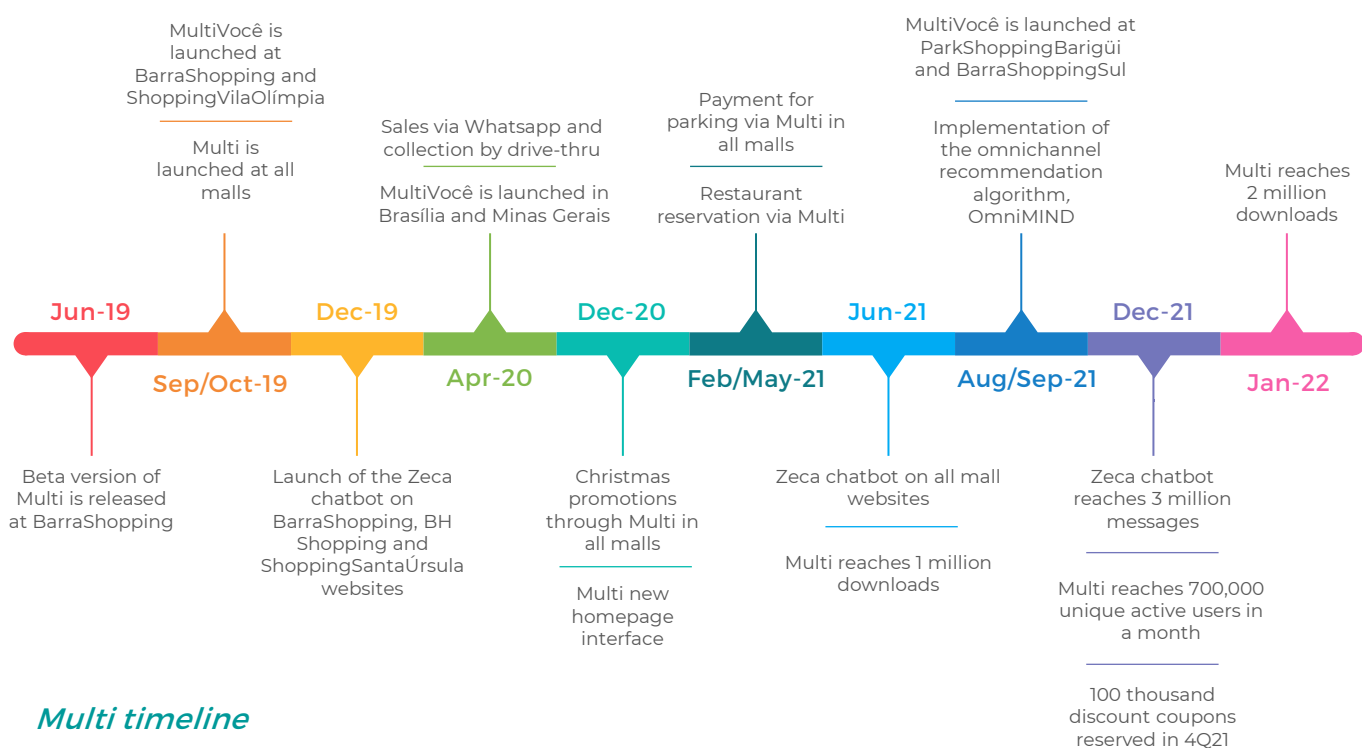 MultiVocê is
launched at
BarraShopping and
ShoppingVilaOlímpia
Multi is
launched at all
malls
Sales via Whatsapp and
collection by drive-thru
MultiVocê is launched in
Brasília and Minas Gerais
Payment for
parking via Multi in
all malls
Restaurant
reservation via Multi
MultiVocê is launched at
ParkShoppingBarigüi
and BarraShoppingSul
Implementation of
the omnichannel
recommendation
algorithm,
OmniMIND
Multi reaches
2 million
downloads
Jun-19
Sep/Oct-19
Dec-19
Apr-20
Dec-20
Feb/May-21
Jun-21
Aug/Sep-21
Dec-21
Jan-22
Beta version of
Multi is released
at BarraShopping
Launch of the Zeca
chatbot on
BarraShopping, BH
Shopping and
ShoppingSantaÚrsula
websites
Christmas
promotions
through Multi in
all malls
Multi new
homepage
interface
Zeca chatbot on all mall
websites
Multi reaches 1 million
downloads
Zeca chatbot
reaches 3 million
messages
Multi reaches 700,000
unique active users in
a month
100 thousand
discount coupons
reserved in 4Q21
Multi timeline